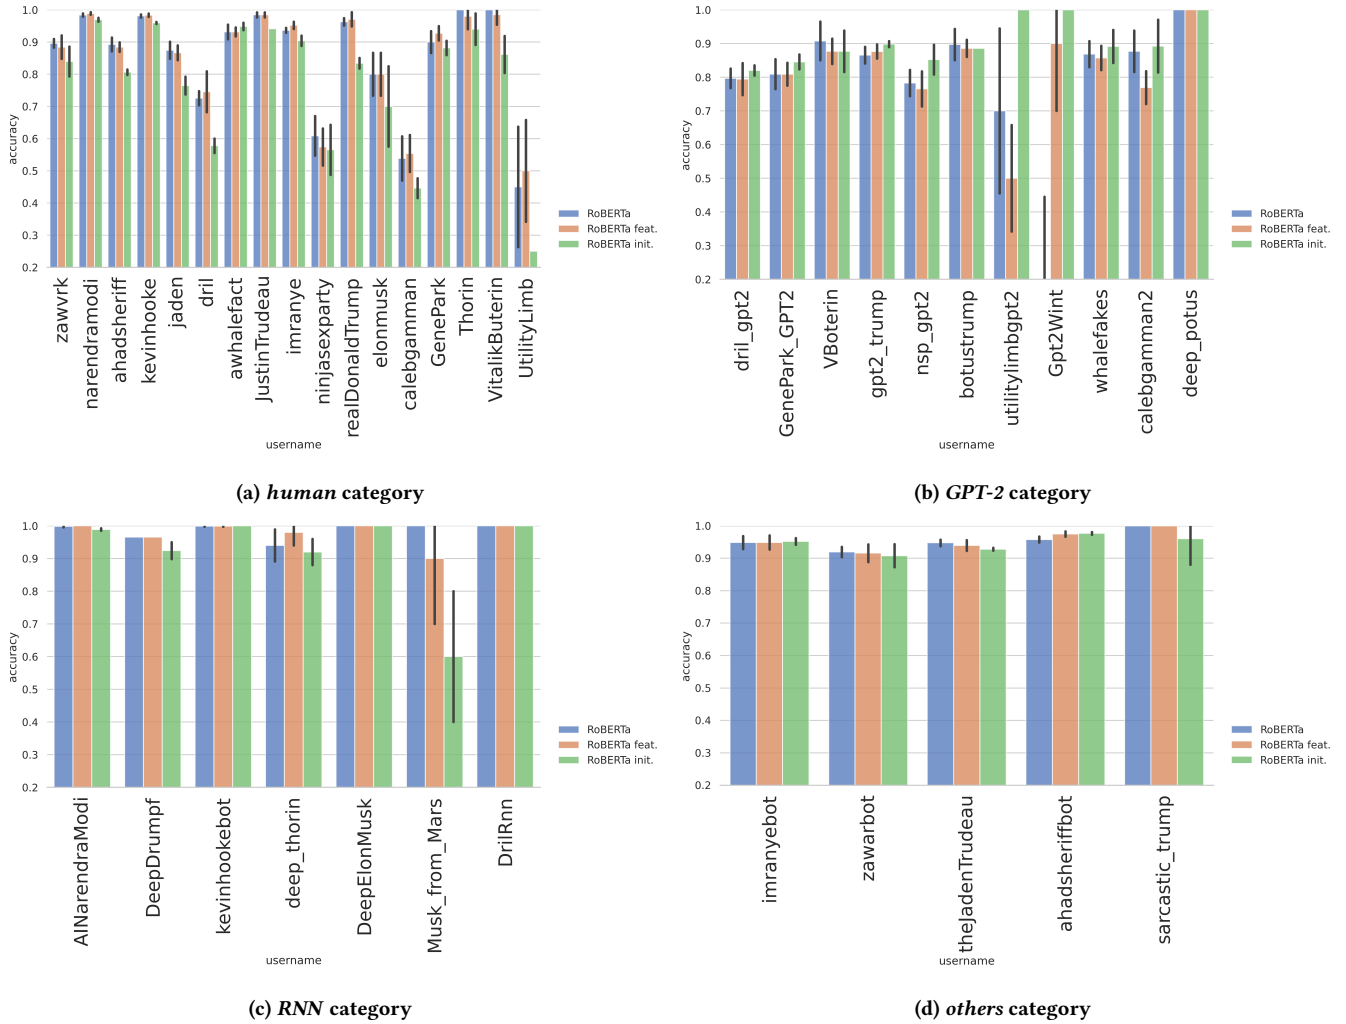 1.0
0.9
0.8
0.7
0.6
0.5
0.4
0.3
0.2
accuracy
zawvrk
narendramodi
ahadsheriff
kevinhooke
jaden
dril
awhalefact
JustinTrudeau
imranye
ninjasexparty
realDonaldTrump
elonmusk
calebgamman
GenePark
Thorin
VitalikButerin
UtilityLimb
username
RoBERTa
RoBERTa feat.
RoBERTa init.
(a) human category
1.0
0.9
0.8
0.7
0.6
0.5
0.4
0.3
0.2
accuracy
dril_gpt2
GenePark_GPT2
VBoterin
gpt2_trump
nsp_gpt2
botustrump
utilitylimbgpt2
Gpt2Wint
whalefakes
calebgamman2
deep_potus
username
RoBERTa
RoBERTa feat.
RoBERTa init.
(b) GPT-2 category
1.0
0.9
0.8
0.7
0.6
0.5
0.4
0.3
0.2
accuracy
AINarendraModi
DeepDrumpf
kevinhookebot
deep_thorin
DeepElonMusk
Musk_from_Mars
DrilRnn
username
RoBERTa
RoBERTa feat.
RoBERTa init.
(c) RNN category
1.0
0.9
0.8
0.7
0.6
0.5
0.4
0.3
0.2
accuracy
imranyebot
zawarbot
theJadenTrudeau
ahadsheriffbot
sarcastic_trump
username
RoBERTa
RoBERTa feat.
RoBERTa init.
(d) others category